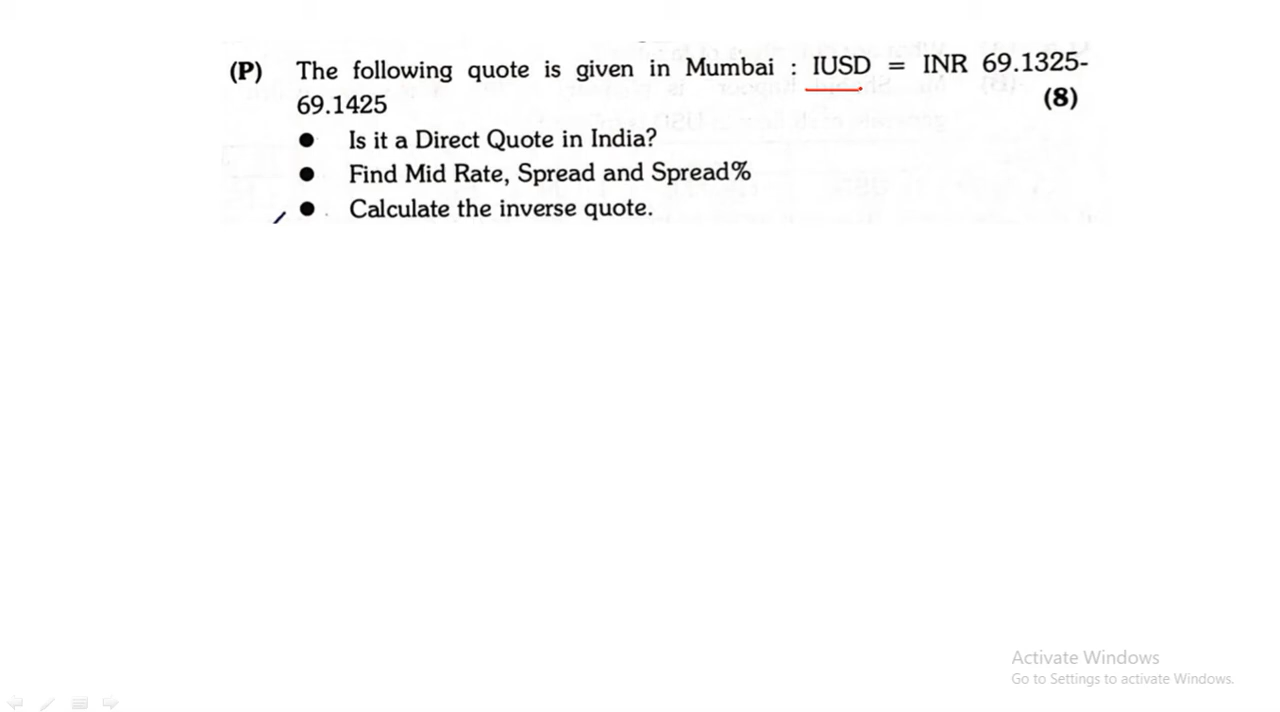 (P) The following quote is given in Mumbai : IUSD = INR 69.1325-
69.1425 (8)
● Is it a Direct Quote in India?
● Find Mid Rate, Spread and Spread%
● Calculate the inverse quote.
Activate Windows
Go to Settings to activate Windows.